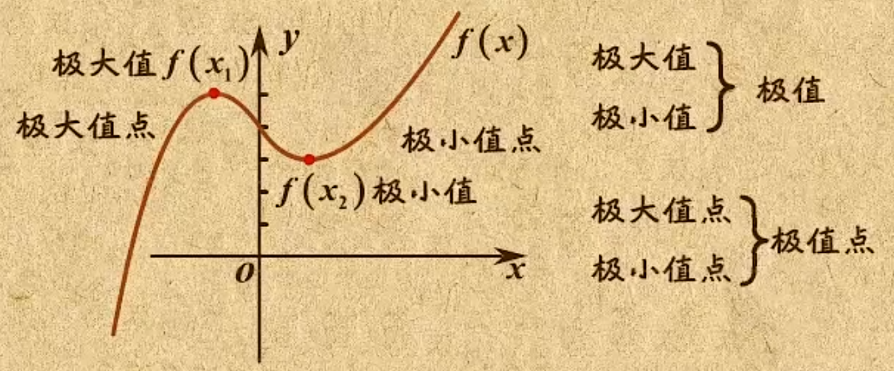 y
f(x)
极大值f(x₁)
极大值点
极小值点
f(x₂)极小值
O
x
极大值
极小值
极值
极大值点
极小值点
极值点